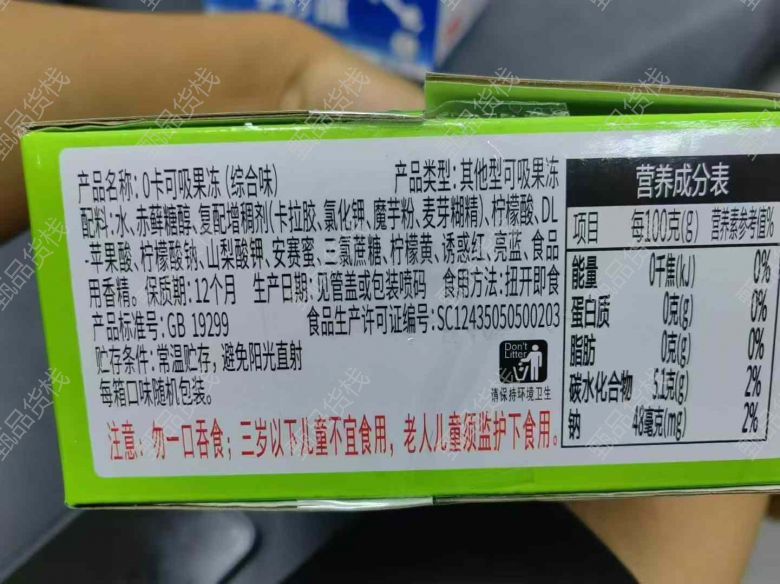 产品名称:0卡可吸果冻(综合味) 产品类型:其他型可吸果冻
配料:水、赤藓糖醇、复配增稠剂(卡拉胶、氯化钾、魔芋粉、麦芽糊精)、柠檬酸、DL
苹果酸、柠檬酸钠、山梨酸钾、安赛蜜、三氯蔗糖、柠檬黄、诱惑红、亮蓝、食品
用香精。保质期:12个月 生产日期:见管盖或包装喷码 食用方法:扭开即食
产品标准号:GB 19299 食品生产许可证编号:SC12435050500203
贮存条件:常温贮存,避免阳光直射
每箱口味随机包装。
Don't
Litter
请保持环境卫生
注意:勿一口吞食;三岁以下儿童不宜食用,老人儿童须监护下食用。
营养成分表
项目 每100克(g) 营养素参考值%
能量 0千焦(kJ) 0%
蛋白质 0克(g) 0%
脂肪 0克(g) 0%
碳水化合物 5.1克(g) 2%
钠 48毫克(mg) 2%
甄品货栈